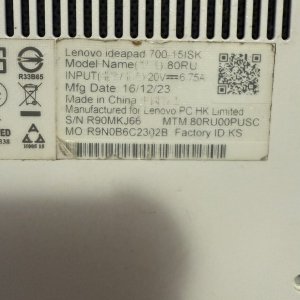 Lenovo ideapad 700-15ISK
Model Name: 80RU
INPUT 20V⎓6.75A
Mfg Date 16/12/23
Made in China
Manufactured for Lenovo PC HK Limited
S/N R90MKJ66 MTM:80RU00PUSC
MO: R9N0B6C2302B Factory ID:KS
R33B65